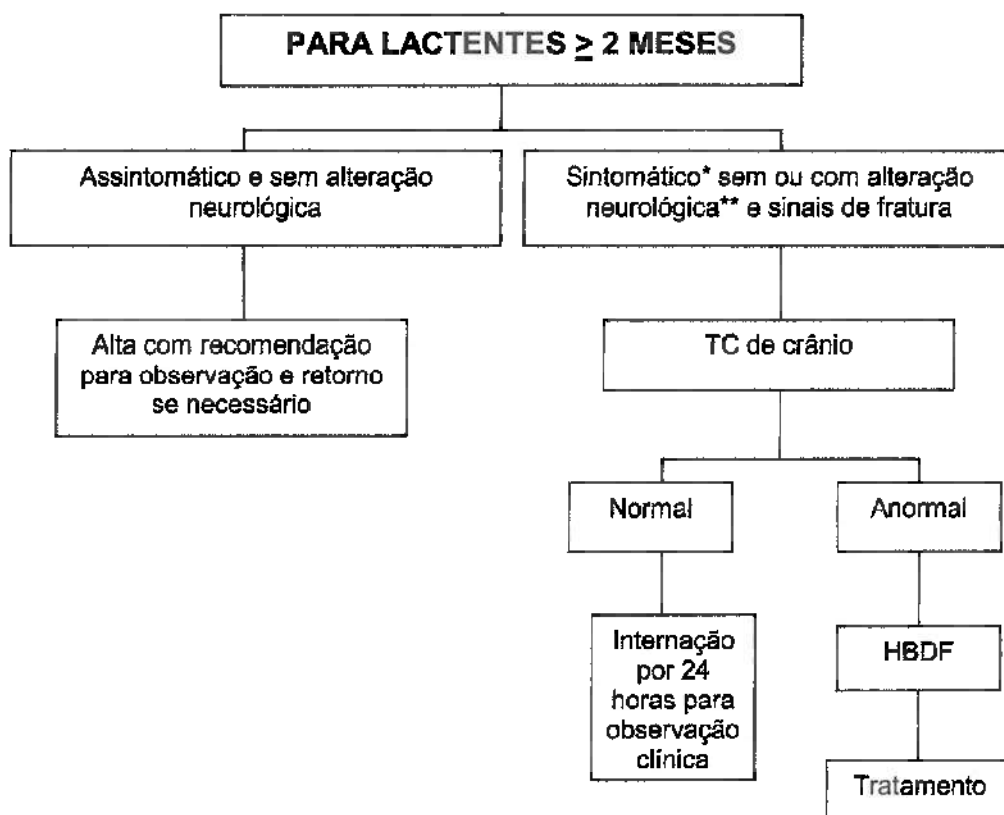 PARA LACTENTES ≥ 2 MESES
Assintomático e sem alteração
neurológica
Sintomático* sem ou com alteração
neurológica** e sinais de fratura
Alta com recomendação
para observação e retorno
se necessário
TC de crânio
Normal
Anormal
Internação
por 24
horas para
observação
clínica
HBDF
Tratamento